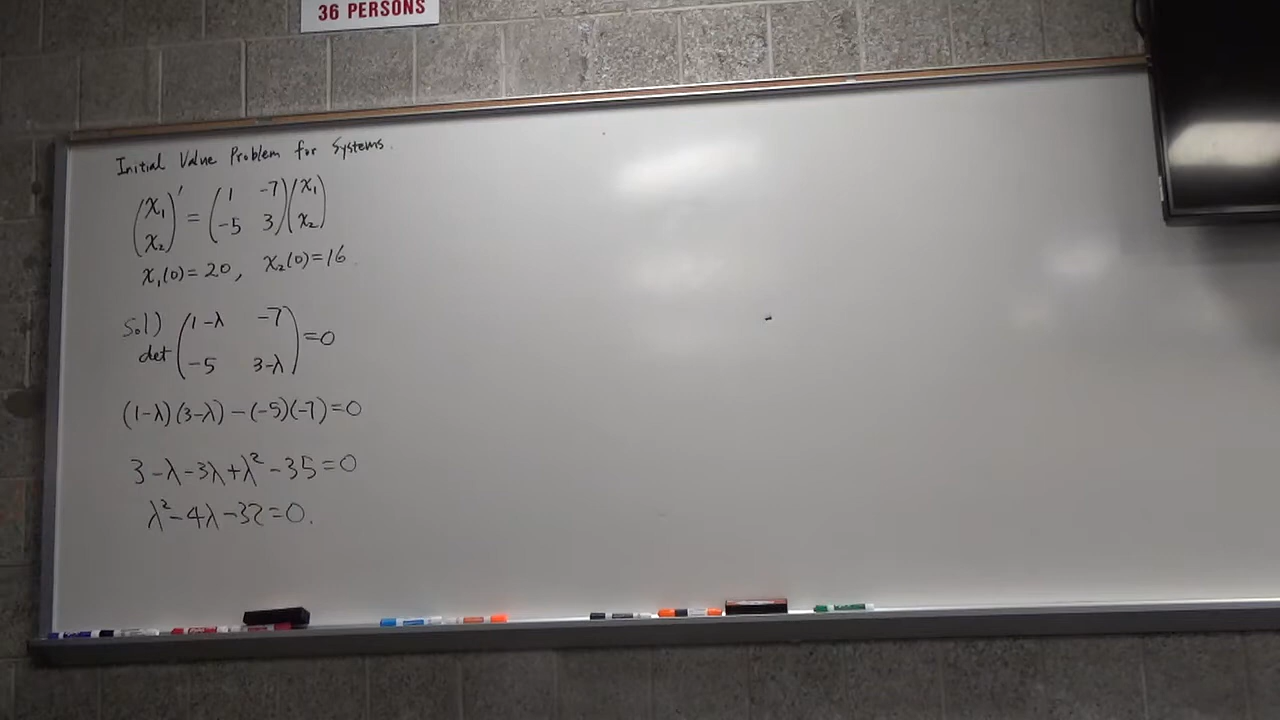 36 PERSONS
Initial Value Problem for Systems.
(x₁ x₂)' = (1 -7 -5 3)(x₁ x₂)
x₁(0)=20, x₂(0)=16
Sol)
det (1-λ -7 -5 3-λ) =0
(1-λ)(3-λ)-(-5)(-7)=0
3-λ-3λ+λ²-35=0
λ²-4λ-32=0.